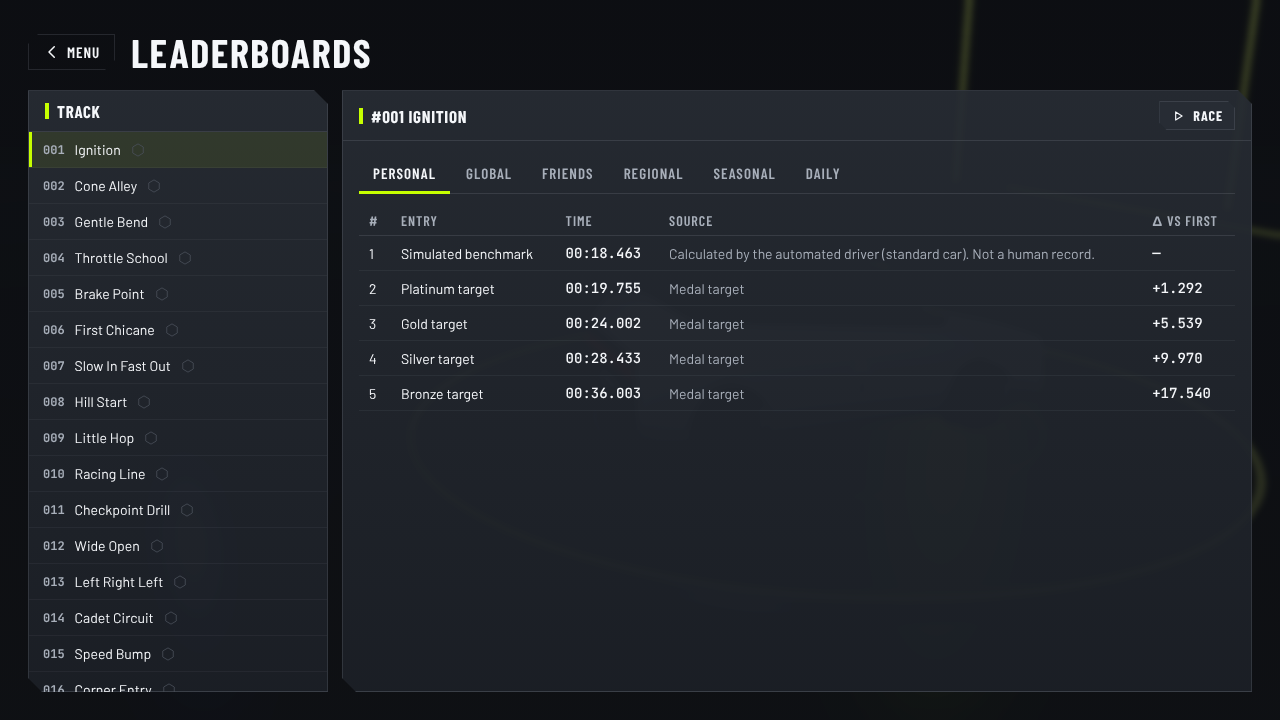 MENU
LEADERBOARDS
TRACK
001 Ignition
002 Cone Alley
003 Gentle Bend
004 Throttle School
005 Brake Point
006 First Chicane
007 Slow In Fast Out
008 Hill Start
009 Little Hop
010 Racing Line
011 Checkpoint Drill
012 Wide Open
013 Left Right Left
014 Cadet Circuit
015 Speed Bump
016 Corner Entry
#001 IGNITION
RACE
PERSONAL GLOBAL FRIENDS REGIONAL SEASONAL DAILY
# ENTRY TIME SOURCE Δ VS FIRST
1 Simulated benchmark 00:18.463 Calculated by the automated driver (standard car). Not a human record. —
2 Platinum target 00:19.755 Medal target +1.292
3 Gold target 00:24.002 Medal target +5.539
4 Silver target 00:28.433 Medal target +9.970
5 Bronze target 00:36.003 Medal target +17.540